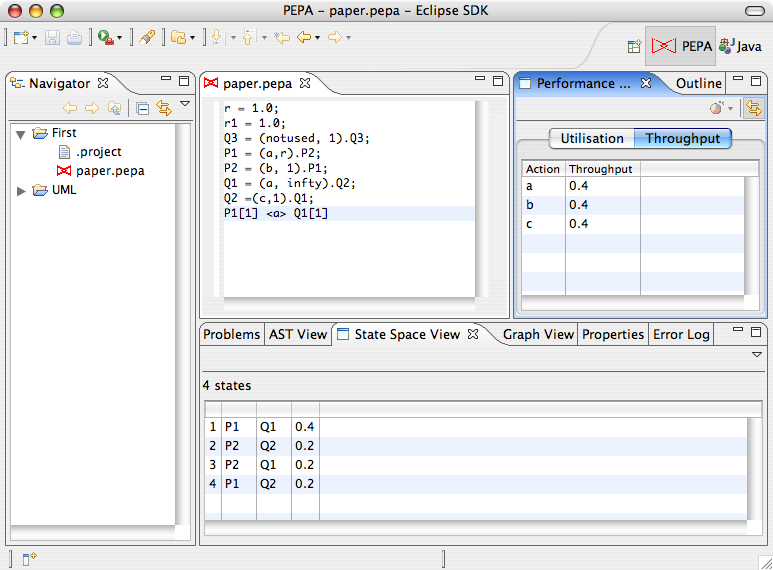 PEPA – paper.pepa – Eclipse SDK
PEPA Java
Navigator
First
.project
paper.pepa
UML
paper.pepa
r = 1.0;
r1 = 1.0;
Q3 = (notused, 1).Q3;
P1 = (a,r).P2;
P2 = (b, 1).P1;
Q1 = (a, infty).Q2;
Q2 =(c,1).Q1;
P1[1] <a> Q1[1]
Performance ... Outline
Utilisation Throughput
Action Throughput
a 0.4
b 0.4
c 0.4
Problems AST View State Space View Graph View Properties Error Log
4 states
1 P1 Q1 0.4
2 P2 Q2 0.2
3 P2 Q1 0.2
4 P1 Q2 0.2